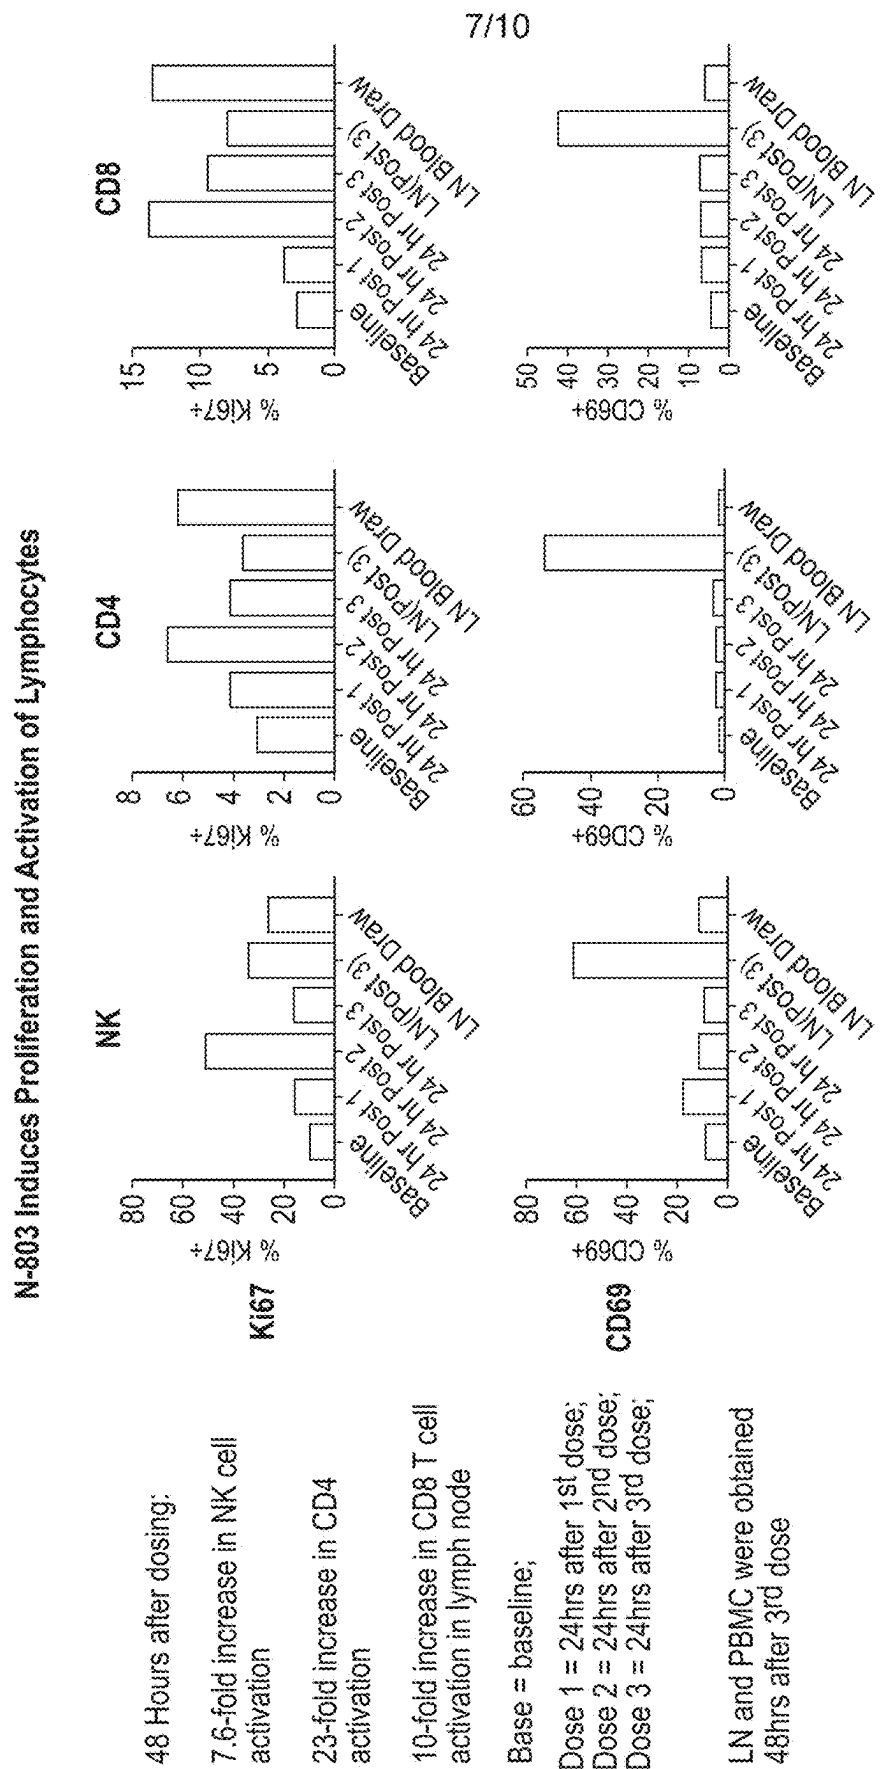 7/10
N-803 Induces Proliferation and Activation of Lymphocytes
48 Hours after dosing:
7.6-fold increase in NK cell
activation
23-fold increase in CD4
activation
10-fold increase in CD8 T cell
activation in lymph node
Base = baseline;
Dose 1 = 24hrs after 1st dose;
Dose 2 = 24hrs after 2nd dose;
Dose 3 = 24hrs after 3rd dose;
LN and PBMC were obtained
48hrs after 3rd dose
Ki67
NK
% Ki67+
80
60
40
20
0
Baseline
24 hr Post 1
24 hr Post 2
24 hr Post 3
LN(Post 3)
LN Blood Draw
CD4
% Ki67+
8
6
4
2
0
Baseline
24 hr Post 1
24 hr Post 2
24 hr Post 3
LN(Post 3)
LN Blood Draw
CD8
% Ki67+
15
10
5
0
Baseline
24 hr Post 1
24 hr Post 2
24 hr Post 3
LN(Post 3)
LN Blood Draw
CD69
% CD69+
80
60
40
20
0
Baseline
24 hr Post 1
24 hr Post 2
24 hr Post 3
LN(Post 3)
LN Blood Draw
% CD69+
60
40
20
0
Baseline
24 hr Post 1
24 hr Post 2
24 hr Post 3
LN(Post 3)
LN Blood Draw
% CD69+
50
40
30
20
10
0
Baseline
24 hr Post 1
24 hr Post 2
24 hr Post 3
LN(Post 3)
LN Blood Draw